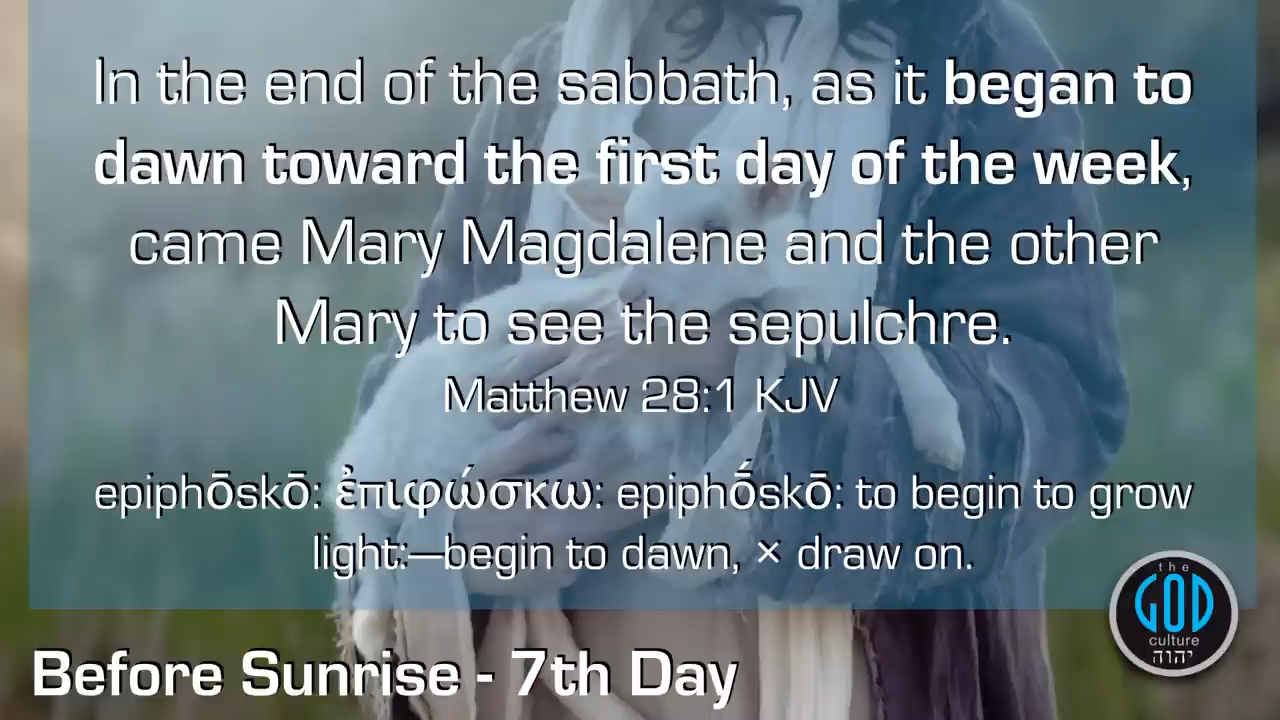 In the end of the sabbath, as it began to
dawn toward the first day of the week,
came Mary Magdalene and the other
Mary to see the sepulchre.
Matthew 28:1 KJV
epiphōskō: ἐπιφώσκω: epiphṓskō: to begin to grow
light:—begin to dawn, × draw on.
the
GOD
culture
יהוה
Before Sunrise - 7th Day